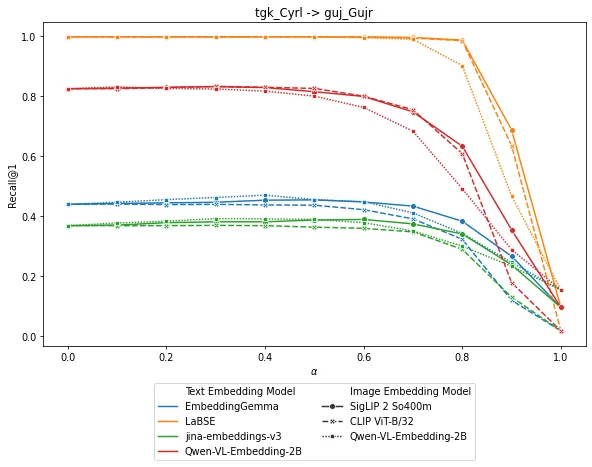 tgk_Cyrl -> guj_Gujr
Recall@1
1.0
0.8
0.6
0.4
0.2
0.0
0.0 0.2 0.4 0.6 0.8 1.0
α
Text Embedding Model
EmbeddingGemma
LaBSE
jina-embeddings-v3
Qwen-VL-Embedding-2B
Image Embedding Model
SigLIP 2 So400m
CLIP ViT-B/32
Qwen-VL-Embedding-2B